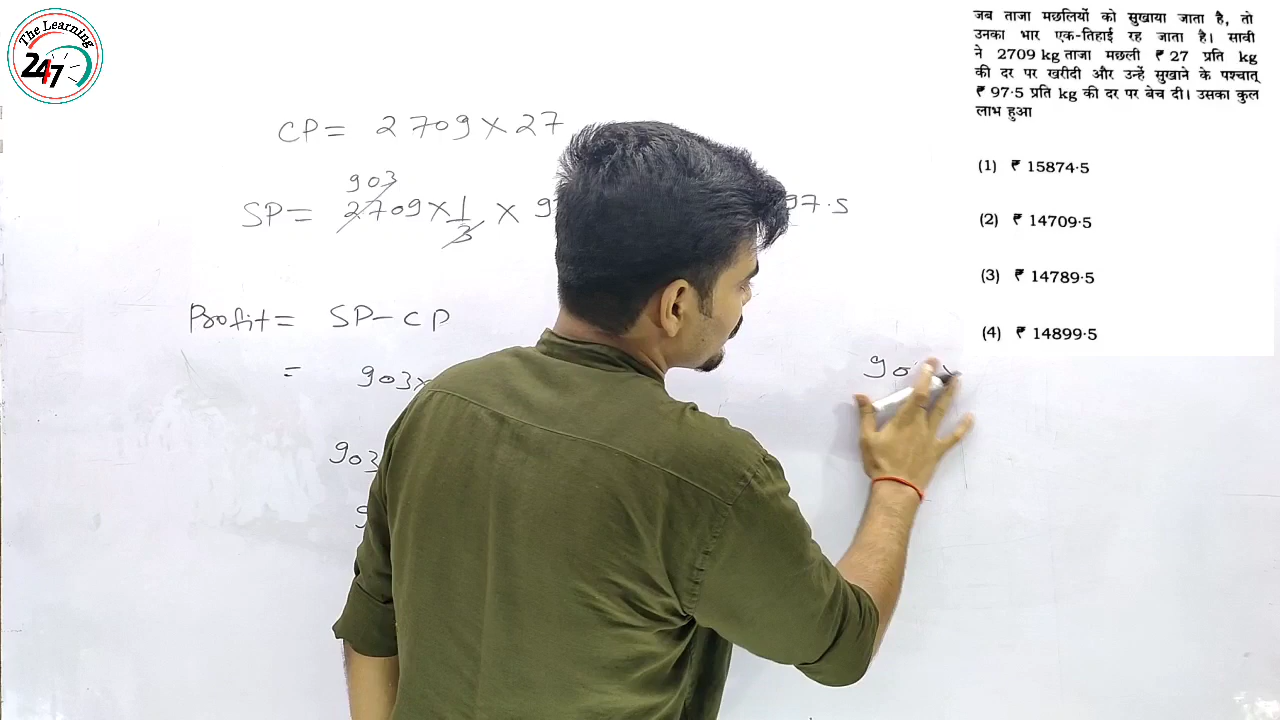 The Learning
24*7
जब ताजा मछलियों को सुखाया जाता है, तो
उनका भार एक-तिहाई रह जाता है। सावी
ने 2709 kg ताजा मछली ₹ 27 प्रति kg
की दर पर खरीदी और उन्हें सुखाने के पश्चात्
₹ 97·5 प्रति kg की दर पर बेच दी। उसका कुल
लाभ हुआ
(1) ₹ 15874·5
(2) ₹ 14709·5
(3) ₹ 14789·5
(4) ₹ 14899·5
CP = 2709 × 27
903
SP = 2709 × 1/3 × 9 97.5
Profit = SP - CP
= 903 ×
903
90